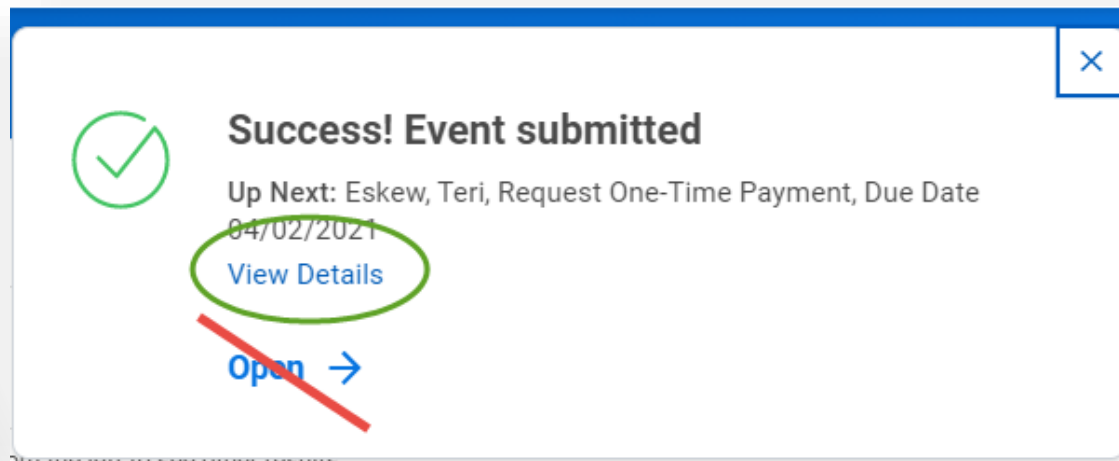 Success! Event submitted
Up Next: Eskew, Teri, Request One-Time Payment, Due Date
04/02/2021
View Details
Open